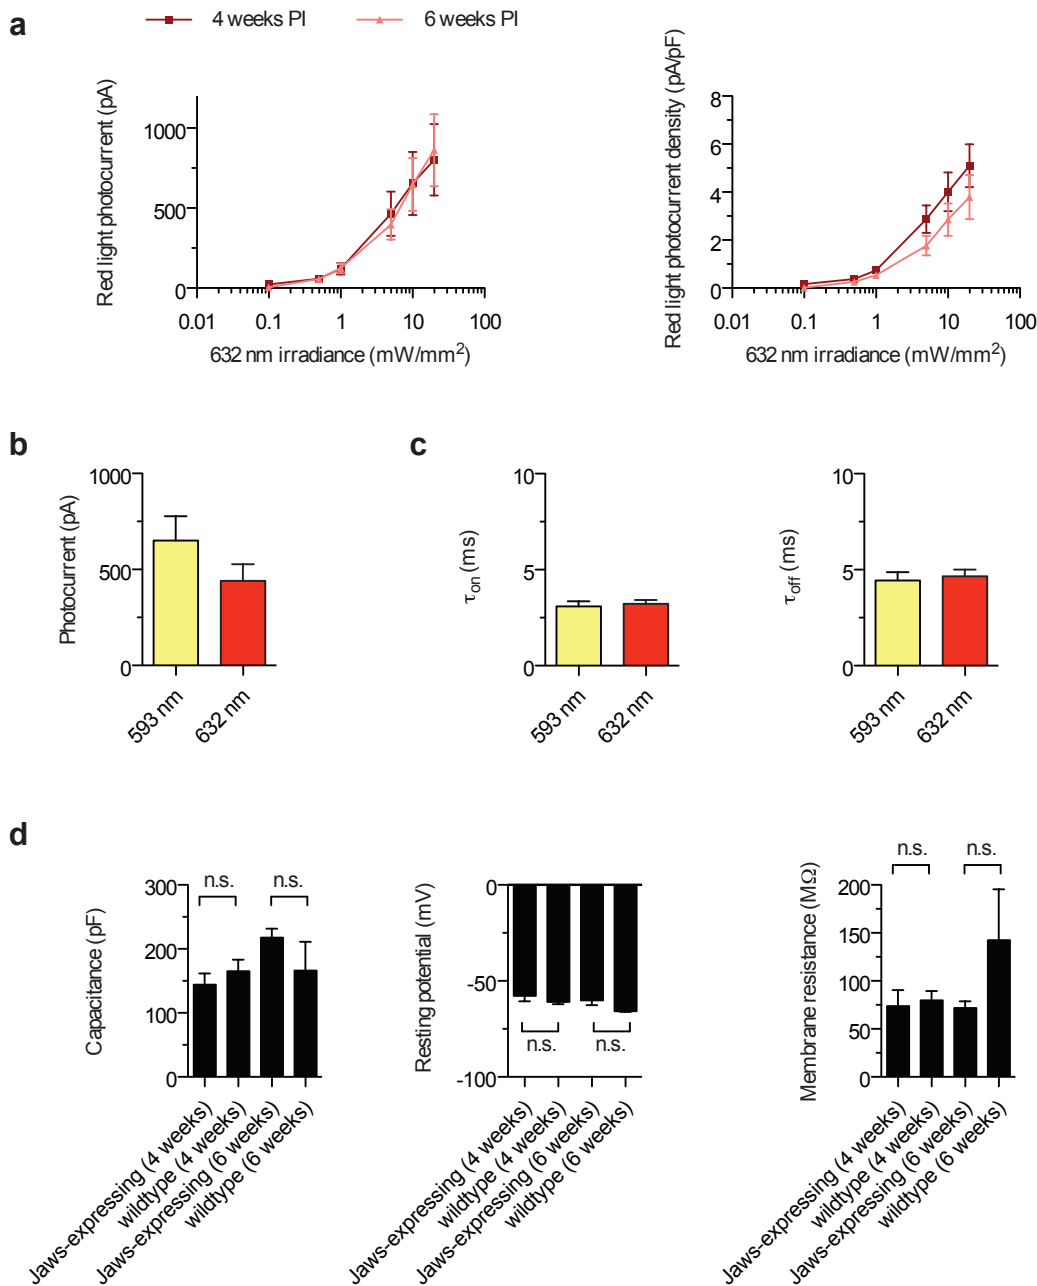 a
4 weeks PI
6 weeks PI
Red light photocurrent (pA)
1000
500
0
0.01
0.1
1
10
100
632 nm irradiance (mW/mm²)
Red light photocurrent density (pA/pF)
8
6
4
2
0
0.01
0.1
1
10
100
632 nm irradiance (mW/mm²)
b
Photocurrent (pA)
1000
500
0
593 nm
632 nm
c
τon (ms)
10
5
0
593 nm
632 nm
τoff (ms)
10
5
0
593 nm
632 nm
d
Capacitance (pF)
300
200
100
0
n.s.
n.s.
Jaws-expressing (4 weeks)
wildtype (4 weeks)
Jaws-expressing (6 weeks)
wildtype (6 weeks)
Resting potential (mV)
0
-50
-100
n.s.
n.s.
Jaws-expressing (4 weeks)
wildtype (4 weeks)
Jaws-expressing (6 weeks)
wildtype (6 weeks)
Membrane resistance (MΩ)
200
150
100
50
0
n.s.
n.s.
Jaws-expressing (4 weeks)
wildtype (4 weeks)
Jaws-expressing (6 weeks)
wildtype (6 weeks)